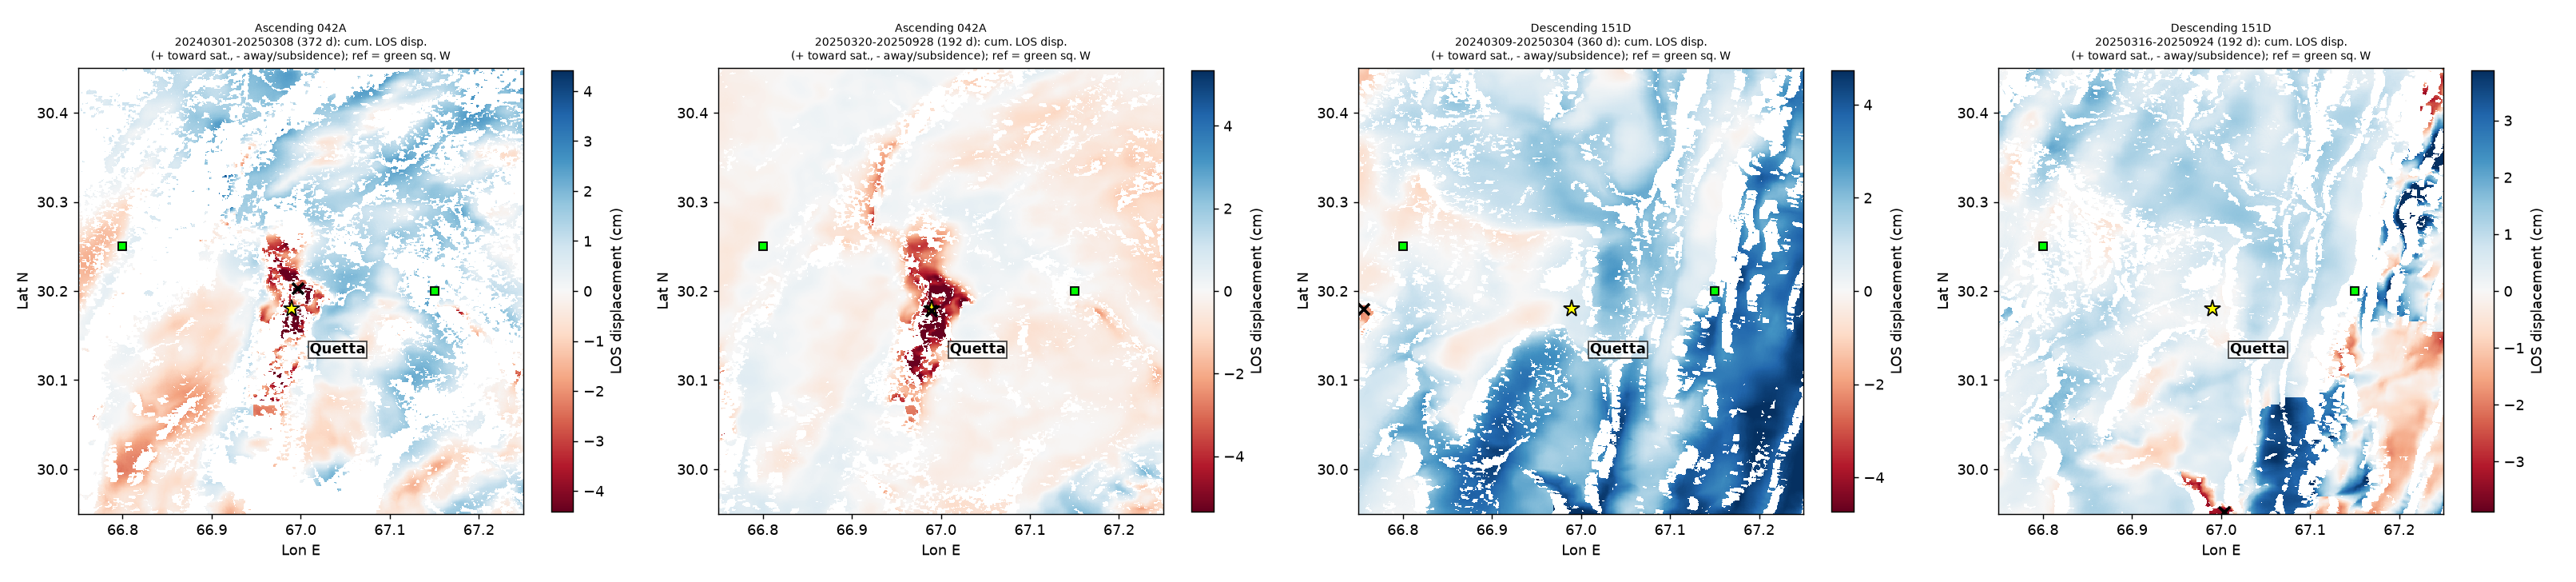 Ascending 042A
20240301-20250308 (372 d): cum. LOS disp.
(+ toward sat., - away/subsidence); ref = green sq. W
30.4
30.3
30.2
30.1
30.0
Lat N
66.8 66.9 67.0 67.1 67.2
Lon E
Quetta
4
3
2
1
0
−1
−2
−3
−4
LOS displacement (cm)
Ascending 042A
20250320-20250928 (192 d): cum. LOS disp.
(+ toward sat., - away/subsidence); ref = green sq. W
30.4
30.3
30.2
30.1
30.0
Lat N
66.8 66.9 67.0 67.1 67.2
Lon E
Quetta
4
2
0
−2
−4
LOS displacement (cm)
Descending 151D
20240309-20250304 (360 d): cum. LOS disp.
(+ toward sat., - away/subsidence); ref = green sq. W
30.4
30.3
30.2
30.1
30.0
Lat N
66.8 66.9 67.0 67.1 67.2
Lon E
Quetta
4
2
0
−2
−4
LOS displacement (cm)
Descending 151D
20250316-20250924 (192 d): cum. LOS disp.
(+ toward sat., - away/subsidence); ref = green sq. W
30.4
30.3
30.2
30.1
30.0
Lat N
66.8 66.9 67.0 67.1 67.2
Lon E
Quetta
3
2
1
0
−1
−2
−3
LOS displacement (cm)